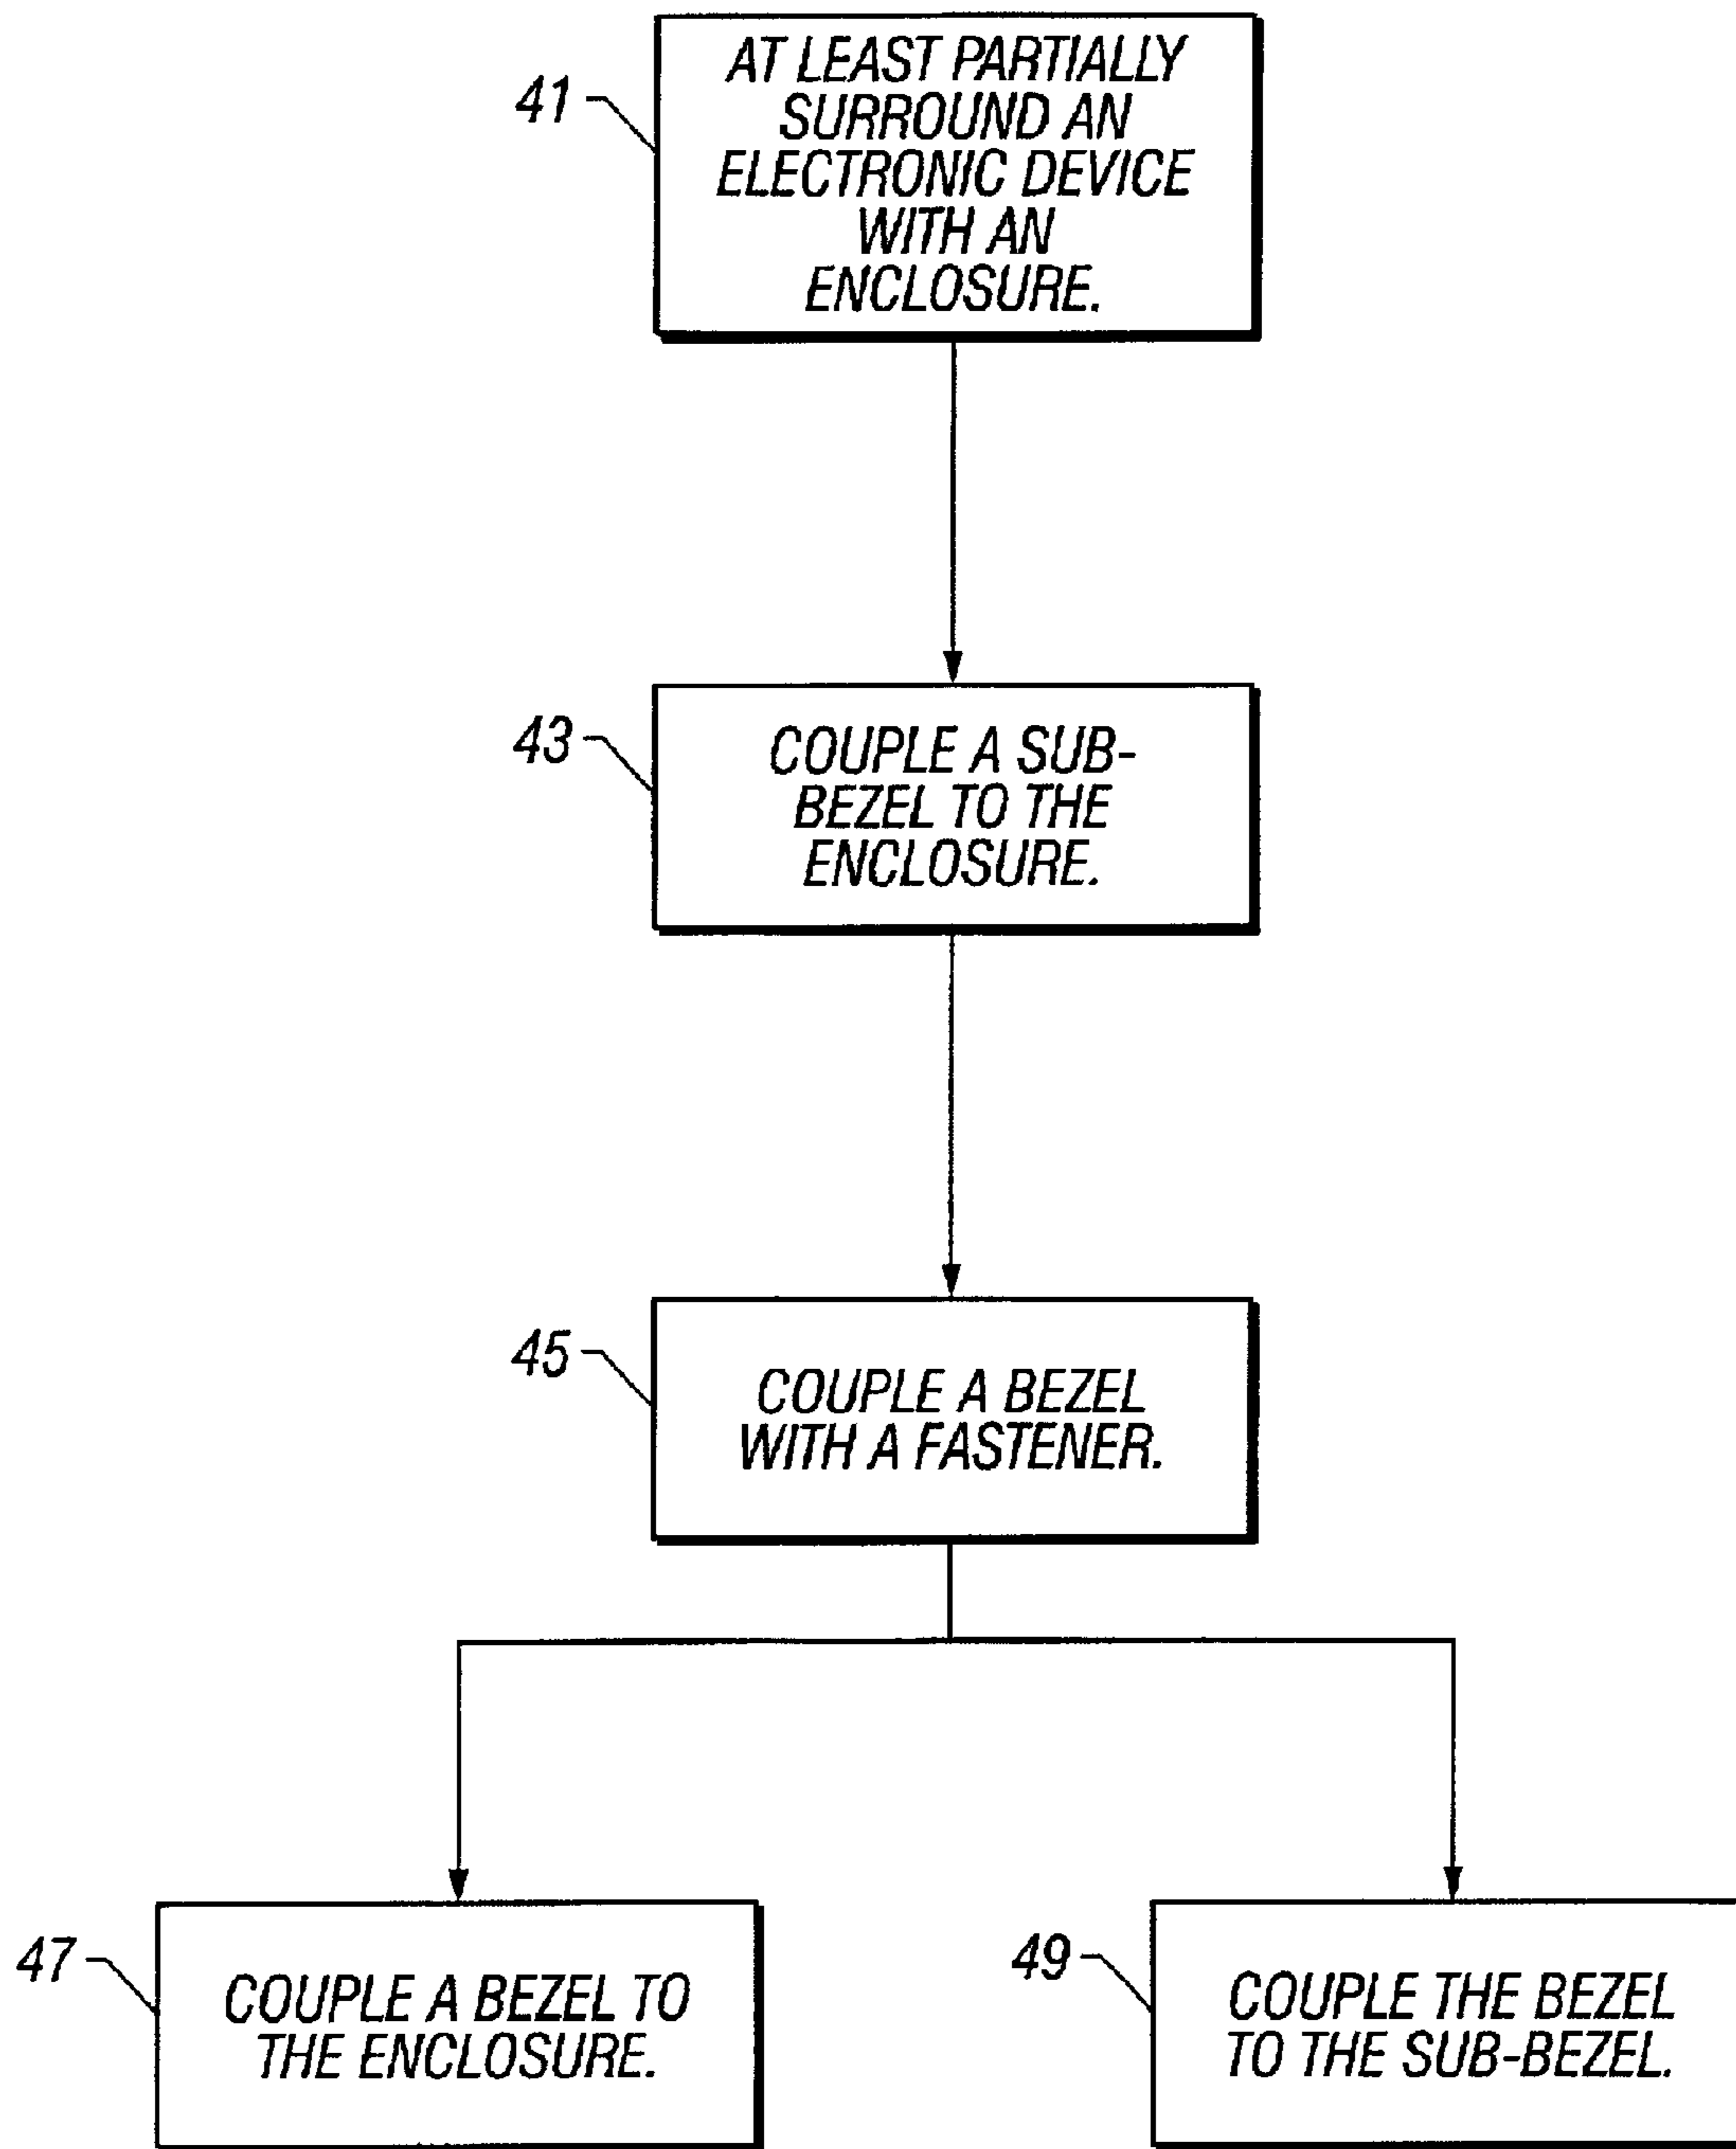 41
AT LEAST PARTIALLY
SURROUND AN
ELECTRONIC DEVICE
WITH AN
ENCLOSURE.
43
COUPLE A SUB-
BEZEL TO THE
ENCLOSURE.
45
COUPLE A BEZEL
WITH A FASTENER.
47
COUPLE A BEZEL TO
THE ENCLOSURE.
49
COUPLE THE BEZEL
TO THE SUB-BEZEL.